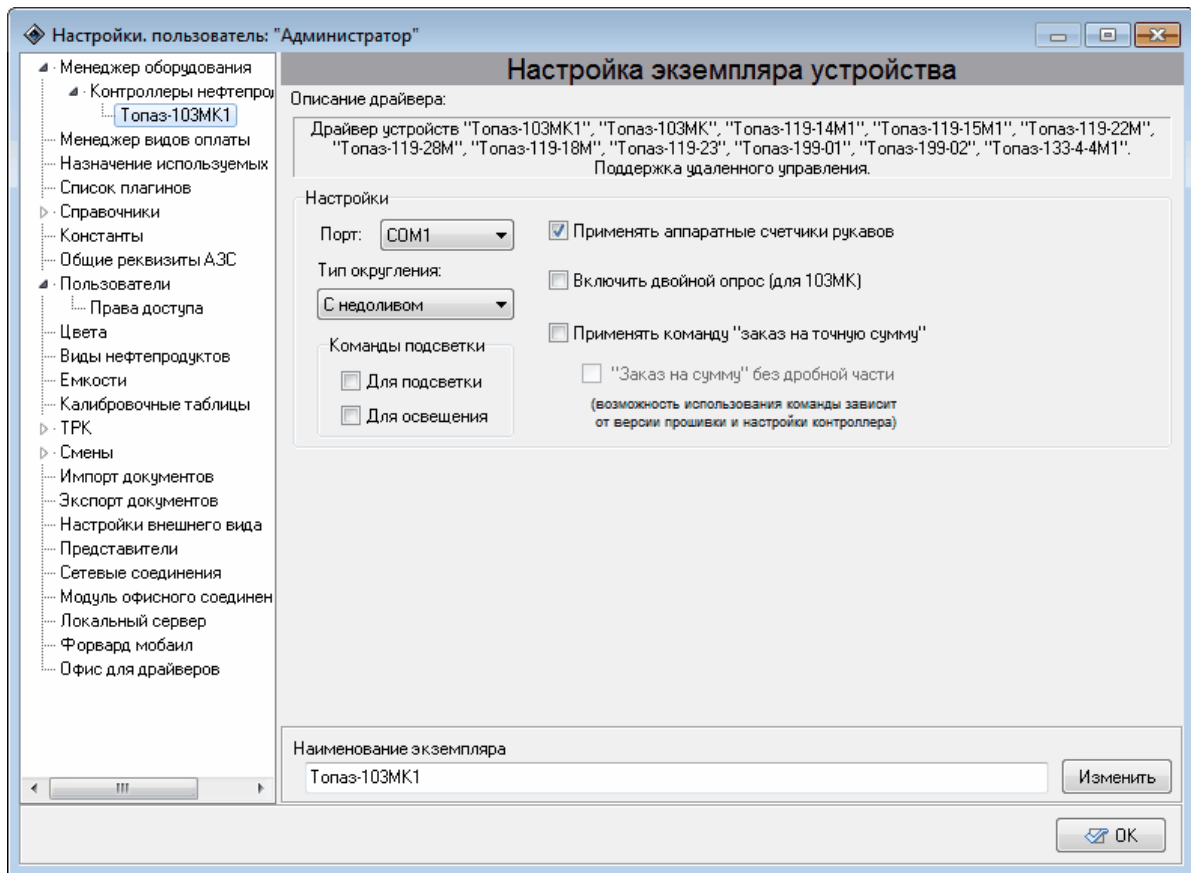 Настройки. пользователь: "Администратор"
Менеджер оборудования
Контроллеры нефтепрод
Топаз-103МК1
Менеджер видов оплаты
Назначение используемых
Список плагинов
Справочники
Константы
Общие реквизиты АЗС
Пользователи
Права доступа
Цвета
Виды нефтепродуктов
Емкости
Калибровочные таблицы
ТРК
Смены
Импорт документов
Экспорт документов
Настройки внешнего вида
Представители
Сетевые соединения
Модуль офисного соединен
Локальный сервер
Форвард мобаил
Офис для драйверов
Настройка экземпляра устройства
Описание драйвера:
Драйвер устройств "Топаз-103МК1", "Топаз-103МК", "Топаз-119-14М1", "Топаз-119-15М1", "Топаз-119-22М",
"Топаз-119-28М", "Топаз-119-18М", "Топаз-119-23", "Топаз-199-01", "Топаз-199-02", "Топаз-133-4-4М1".
Поддержка удаленного управления.
Настройки
Порт: COM1
Тип округления:
С недоливом
Команды подсветки
Для подсветки
Для освещения
Применять аппаратные счетчики рукавов
Включить двойной опрос (для 103МК)
Применять команду "заказ на точную сумму"
"Заказ на сумму" без дробной части
(возможность использования команды зависит
от версии прошивки и настройки контроллера)
Наименование экземпляра
Топаз-103МК1
Изменить
OK